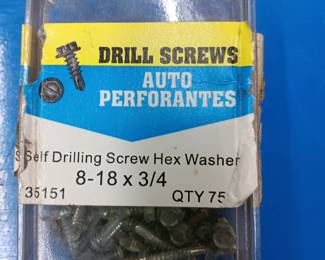 DRILL SCREWS
AUTO
PERFORANTES
Self Drilling Screw Hex Washer
8-18 x 3/4
35151 QTY 75